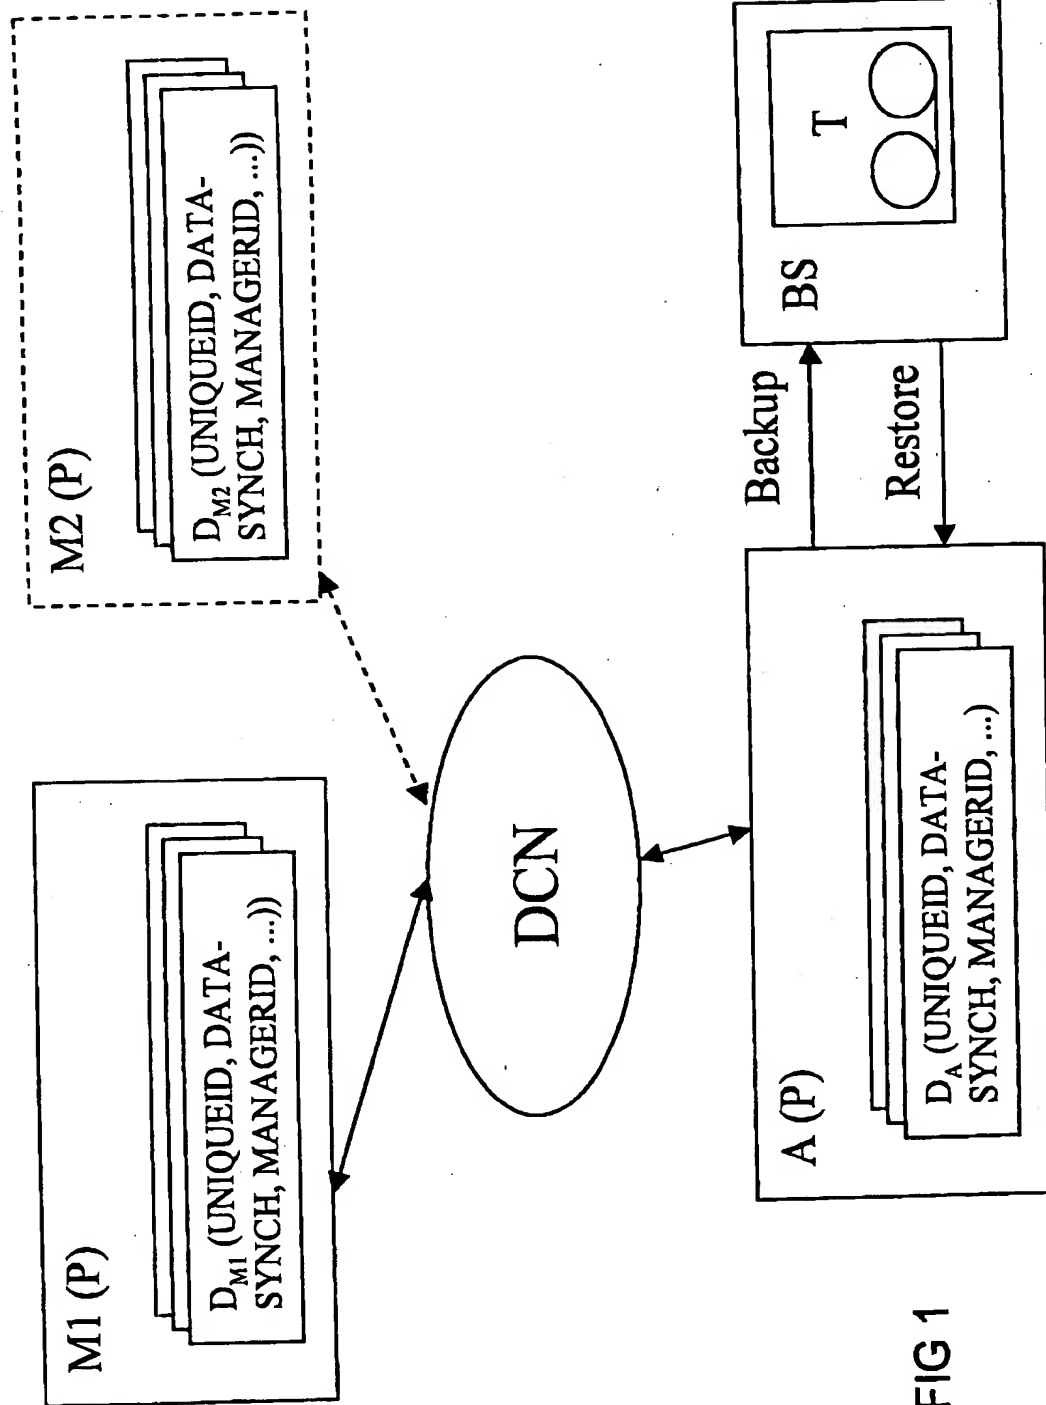 M1 (P)
D_M1 (UNIQUEID, DATA-
SYNCH, MANAGERID, ...))
M2 (P)
D_M2 (UNIQUEID, DATA-
SYNCH, MANAGERID, ...))
DCN
A (P)
D_A (UNIQUEID, DATA-
SYNCH, MANAGERID, ...)
Backup
Restore
BS
T
FIG 1